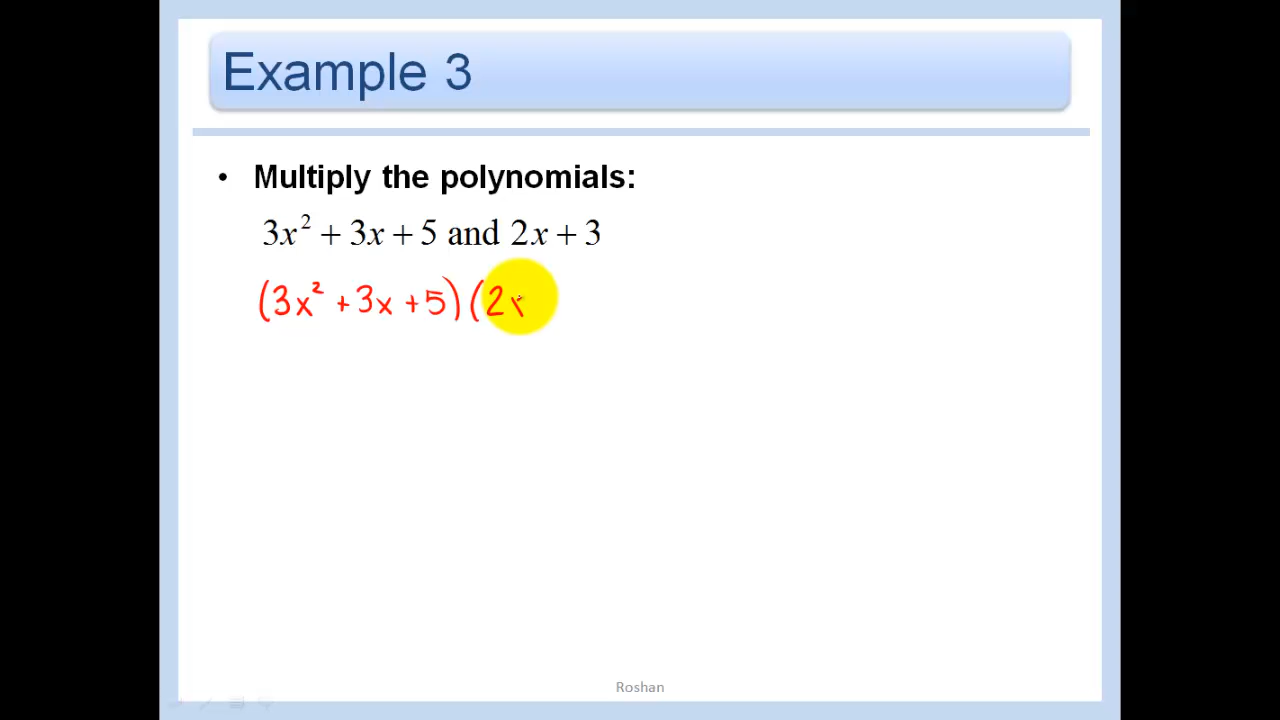 Example 3
• Multiply the polynomials:
3x² + 3x + 5 and 2x + 3
(3x² + 3x + 5) (2x
Roshan